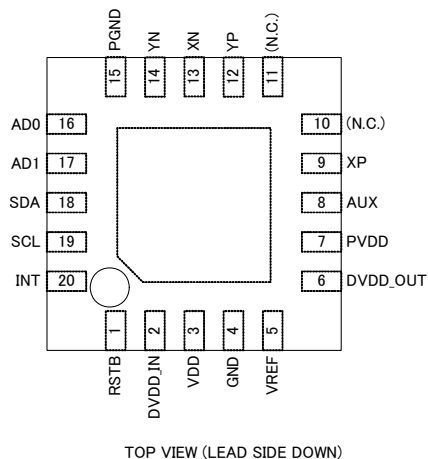 PGND YN XN YP (N.C.)
15 14 13 12 11
AD0 16 10 (N.C.)
AD1 17 9 XP
SDA 18 8 AUX
SCL 19 7 PVDD
INT 20 6 DVDD_OUT
1 2 3 4 5
RSTB DVDD_IN VDD GND VREF
TOP VIEW (LEAD SIDE DOWN)